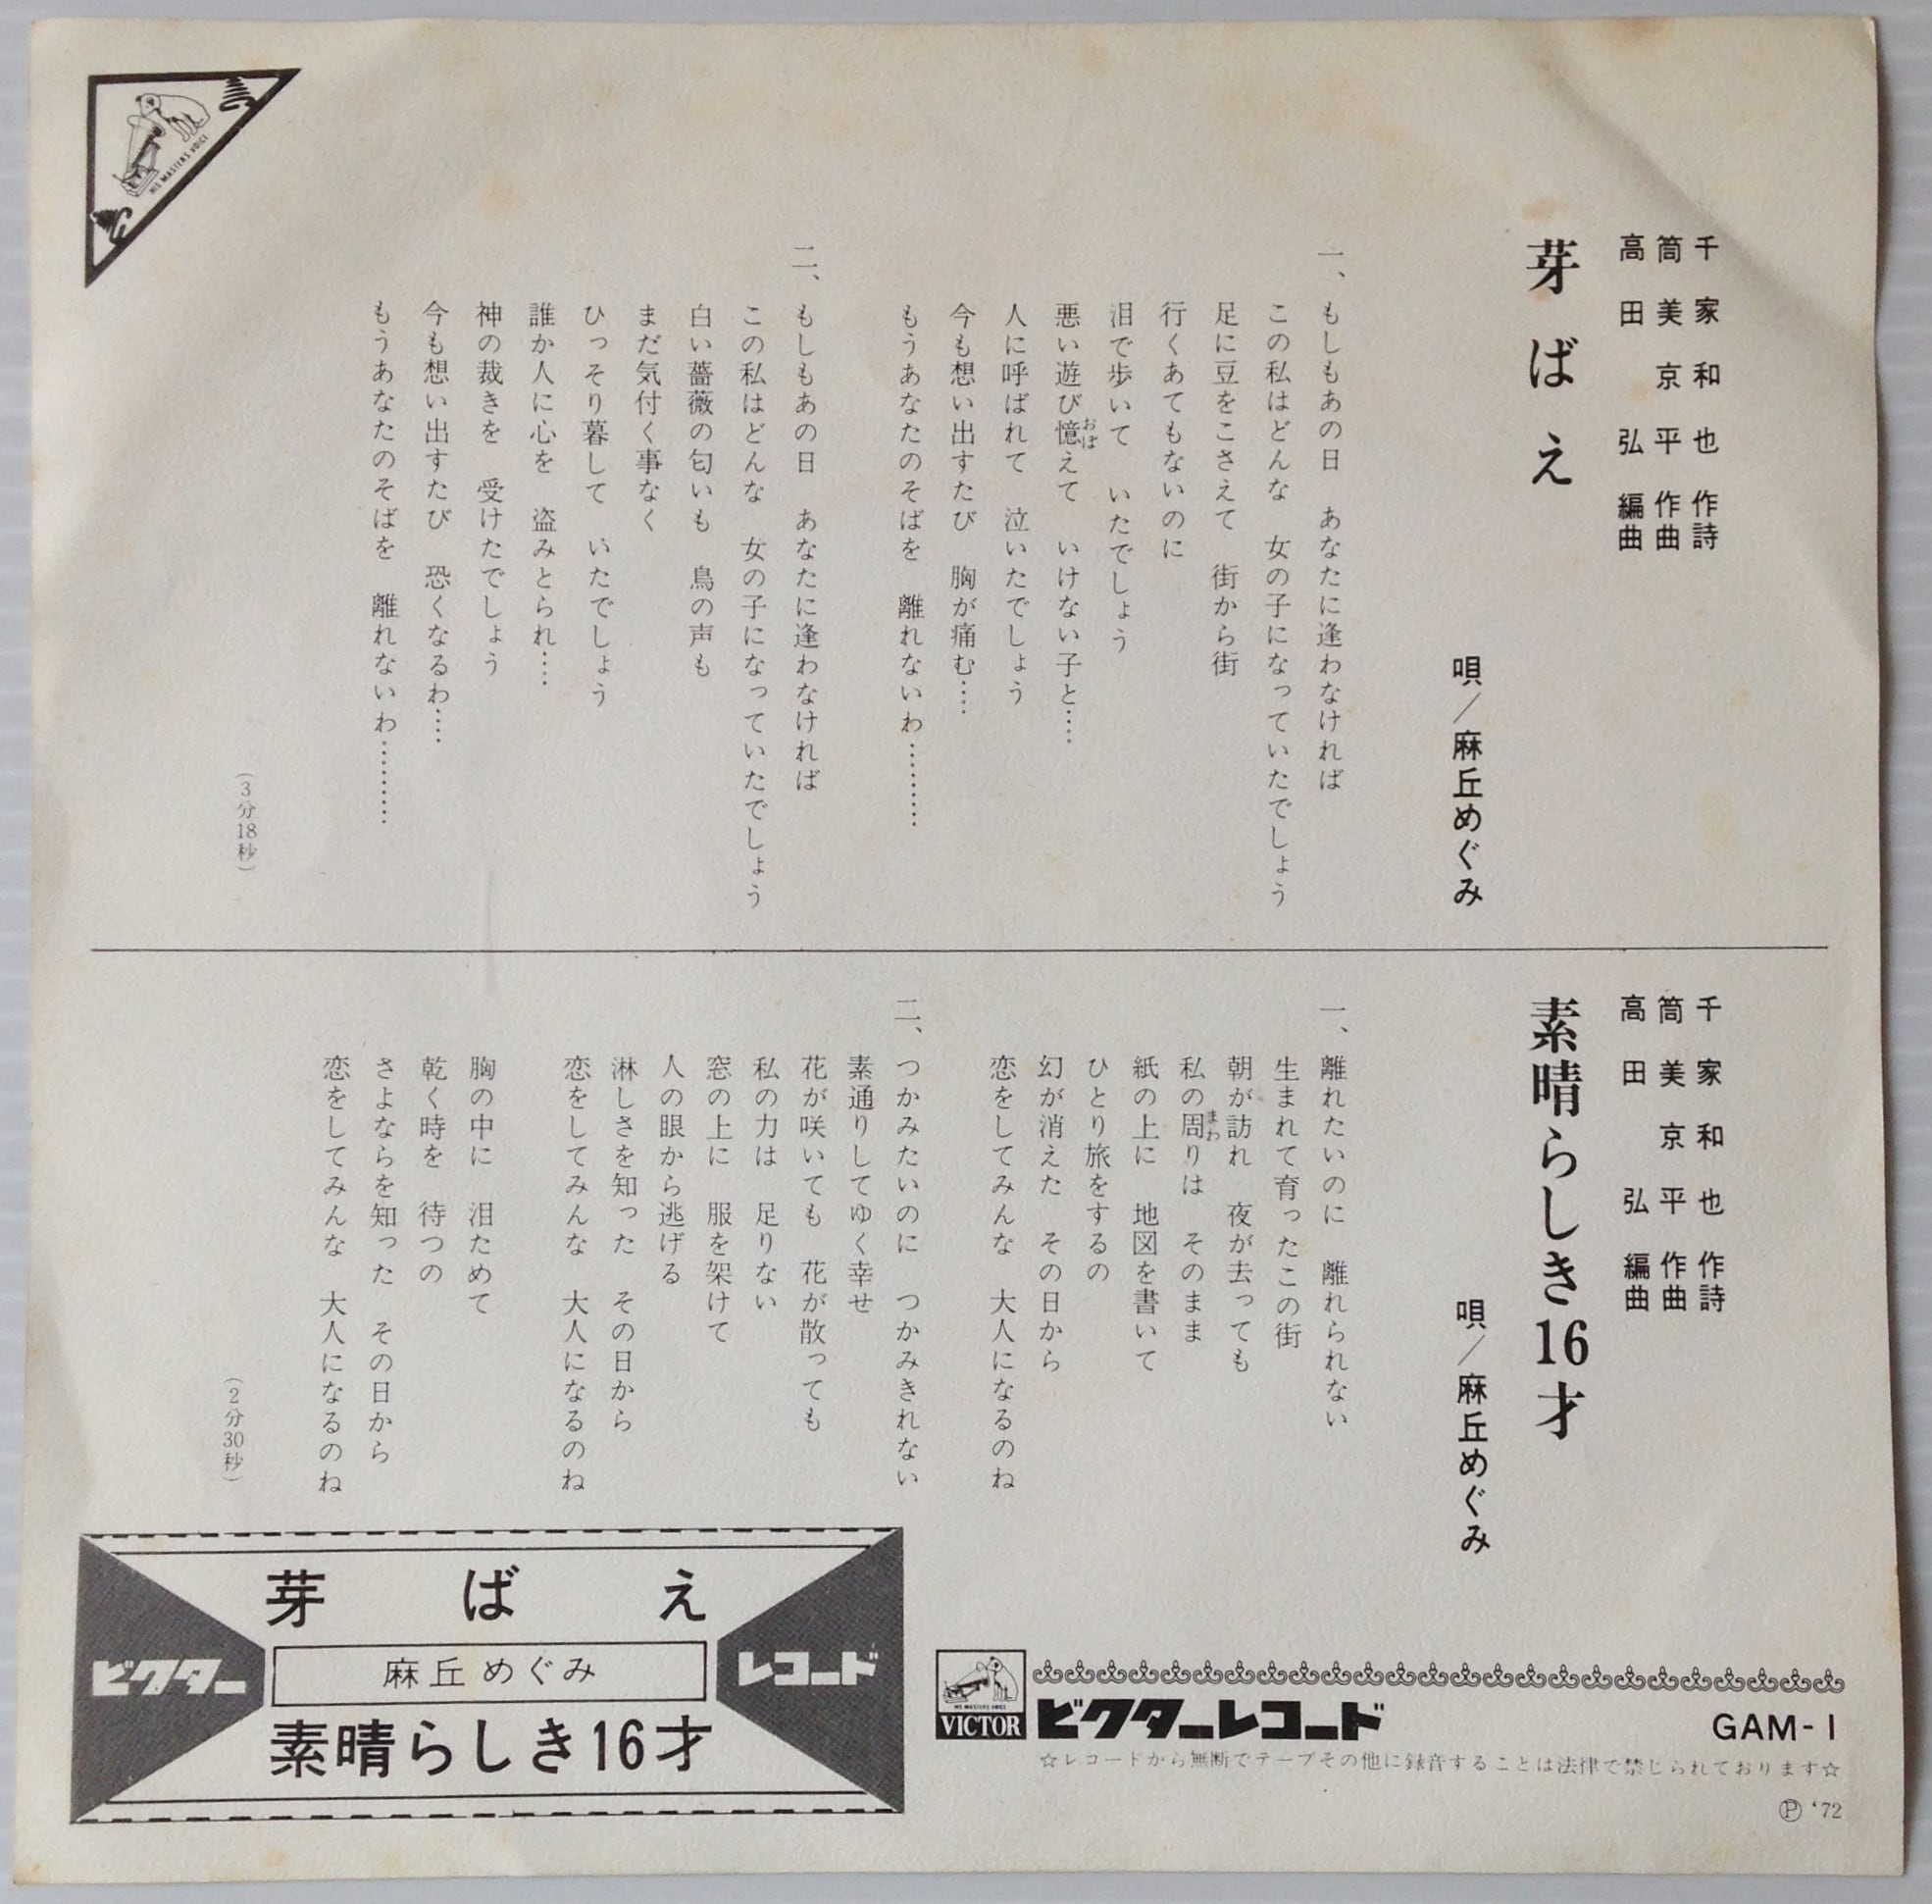 HIS MASTER'S VOICE
千家和也 作詩
筒美京平 作曲
高田 弘 編曲
芽ばえ
唄/麻丘めぐみ
一、もしもあの日 あなたに逢わなければ
この私はどんな 女の子になっていたでしょう
足に豆をこさえて 街から街
行くあてもないのに
泪で歩いて いたでしょう
悪い遊び憶えて いけない子と‥‥
おぼ
人に呼ばれて 泣いたでしょう
今も想い出すたび 胸が痛む‥‥
もうあなたのそばを 離れないわ‥‥‥‥‥
二、もしもあの日 あなたに逢わなければ
この私はどんな 女の子になっていたでしょう
白い薔薇の匂いも 鳥の声も
まだ気付く事なく
ひっそり暮して いたでしょう
誰か人に心を 盗みとられ‥‥
神の裁きを 受けたでしょう
今も想い出すたび 恐くなるわ‥‥
もうあなたのそばを 離れないわ‥‥‥‥‥
(3分18秒)
千家和也 作詩
筒美京平 作曲
高田 弘 編曲
素晴らしき16才
唄/麻丘めぐみ
一、離れたいのに 離れられない
生まれて育ったこの街
朝が訪れ 夜が去っても
私の周りは そのまま
まわ
紙の上に 地図を書いて
ひとり旅をするの
幻が消えた その日から
恋をしてみんな 大人になるのね
二、つかみたいのに つかみきれない
素通りしてゆく幸せ
花が咲いても 花が散っても
私の力は 足りない
窓の上に 服を架けて
人の眼から逃げる
淋しさを知った その日から
恋をしてみんな 大人になるのね
胸の中に 泪ためて
乾く時を 待つの
さよならを知った その日から
恋をしてみんな 大人になるのね
(2分30秒)
芽ばえ
ビクター
麻丘めぐみ
レコード
素晴らしき16才
HIS MASTER'S VOICE
VICTOR
ビクターレコード
GAM-1
☆レコードから無断でテープその他に録音することは法律で禁じられております☆
Ⓟ '72